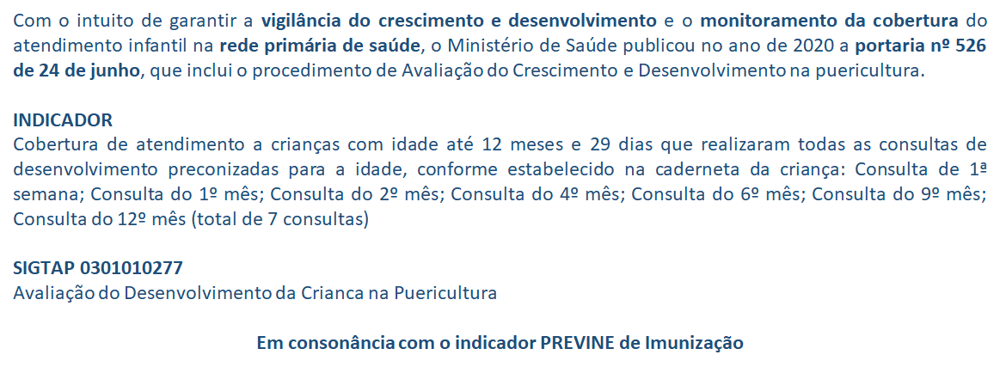 Com o intuito de garantir a vigilância do crescimento e desenvolvimento e o monitoramento da cobertura do
atendimento infantil na rede primária de saúde, o Ministério de Saúde publicou no ano de 2020 a portaria nº 526
de 24 de junho, que inclui o procedimento de Avaliação do Crescimento e Desenvolvimento na puericultura.
INDICADOR
Cobertura de atendimento a crianças com idade até 12 meses e 29 dias que realizaram todas as consultas de
desenvolvimento preconizadas para a idade, conforme estabelecido na caderneta da criança: Consulta de 1ª
semana; Consulta do 1º mês; Consulta do 2º mês; Consulta do 4º mês; Consulta do 6º mês; Consulta do 9º mês;
Consulta do 12º mês (total de 7 consultas)
SIGTAP 0301010277
Avaliação do Desenvolvimento da Crianca na Puericultura
Em consonância com o indicador PREVINE de Imunização